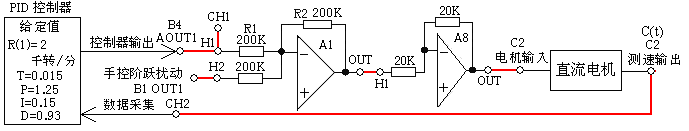 PID 控制器
给定值
R(1)= 2
千转/分
T=0.015
P=1.25
I=0.15
D=0.93
控制器输出
B4
AOUT1
CH1
H1
R1
200K
R2 200K
A1
手控阶跃扰动
H2
200K
B1 OUT1
数据采集
CH2
OUT
H1
20K
20K
A8
OUT
C2
电机输入
直流电机
C(t)
C2
测速输出